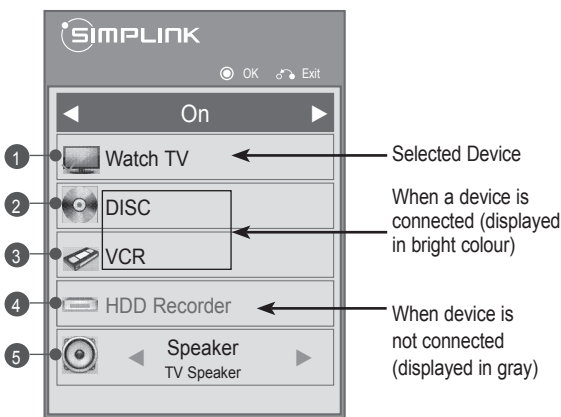 SIMPLINK
OK Exit
On
1 Watch TV
Selected Device
2 DISC
When a device is
connected (displayed
in bright colour)
3 VCR
4 HDD Recorder
When device is
not connected
(displayed in gray)
5 Speaker
TV Speaker